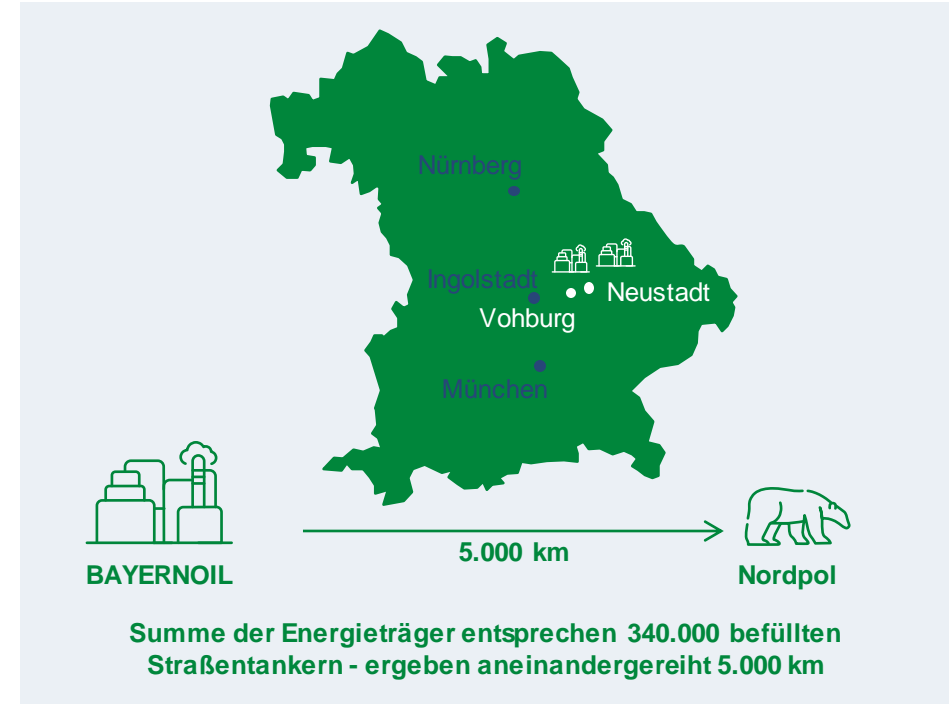 Nürnberg
Ingolstadt
Neustadt
Vohburg
München
5.000 km
BAYERNOIL
Nordpol
Summe der Energieträger entsprechen 340.000 befüllten
Straßentankern - ergeben aneinandergereiht 5.000 km